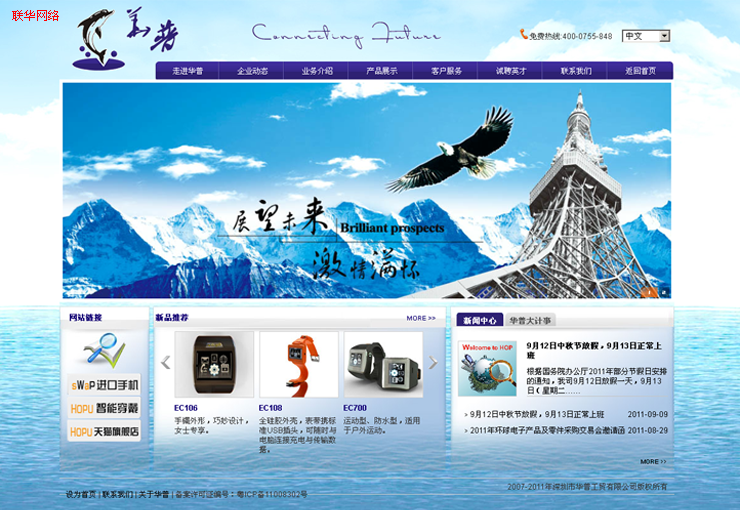 联华网络
华普
Connecting Future
免费热线:400-0755-848
中文
走进华普 企业动态 业务介绍 产品展示 客户服务 诚聘英才 联系我们 返回首页
展望未来 Brilliant prospects
激情满怀
1 2
网站链接
sWaP进口手机
HOPU 智能穿戴
HOPU 天猫旗舰店
新品推荐 MORE >>
EC106
手镯外形，巧妙设计，
女士专享。
EC108
全硅胶外壳，表带携标
准USB插头，可随时与
电脑连接充电与传输数
据。
EC700
运动型、防水型，适用
于户外运动。
新闻中心 华普大计事
Welcome to HOP
9月12日中秋节放假，9月13日正常上
班
根据国务院办公厅2011年部分节假日安排
的通知，我司9月12日放假一天，9月13
日（星期二......
> 9月12日中秋节放假，9月13日正常上班 2011-09-09
> 2011年环球电子产品及零件采购交易会邀请函 2011-08-29
MORE >>
设为首页 | 联系我们 | 关于华普 | 备案许可证编号：粤ICP备11008302号
2007-2011年深圳市华普工贸有限公司版权所有